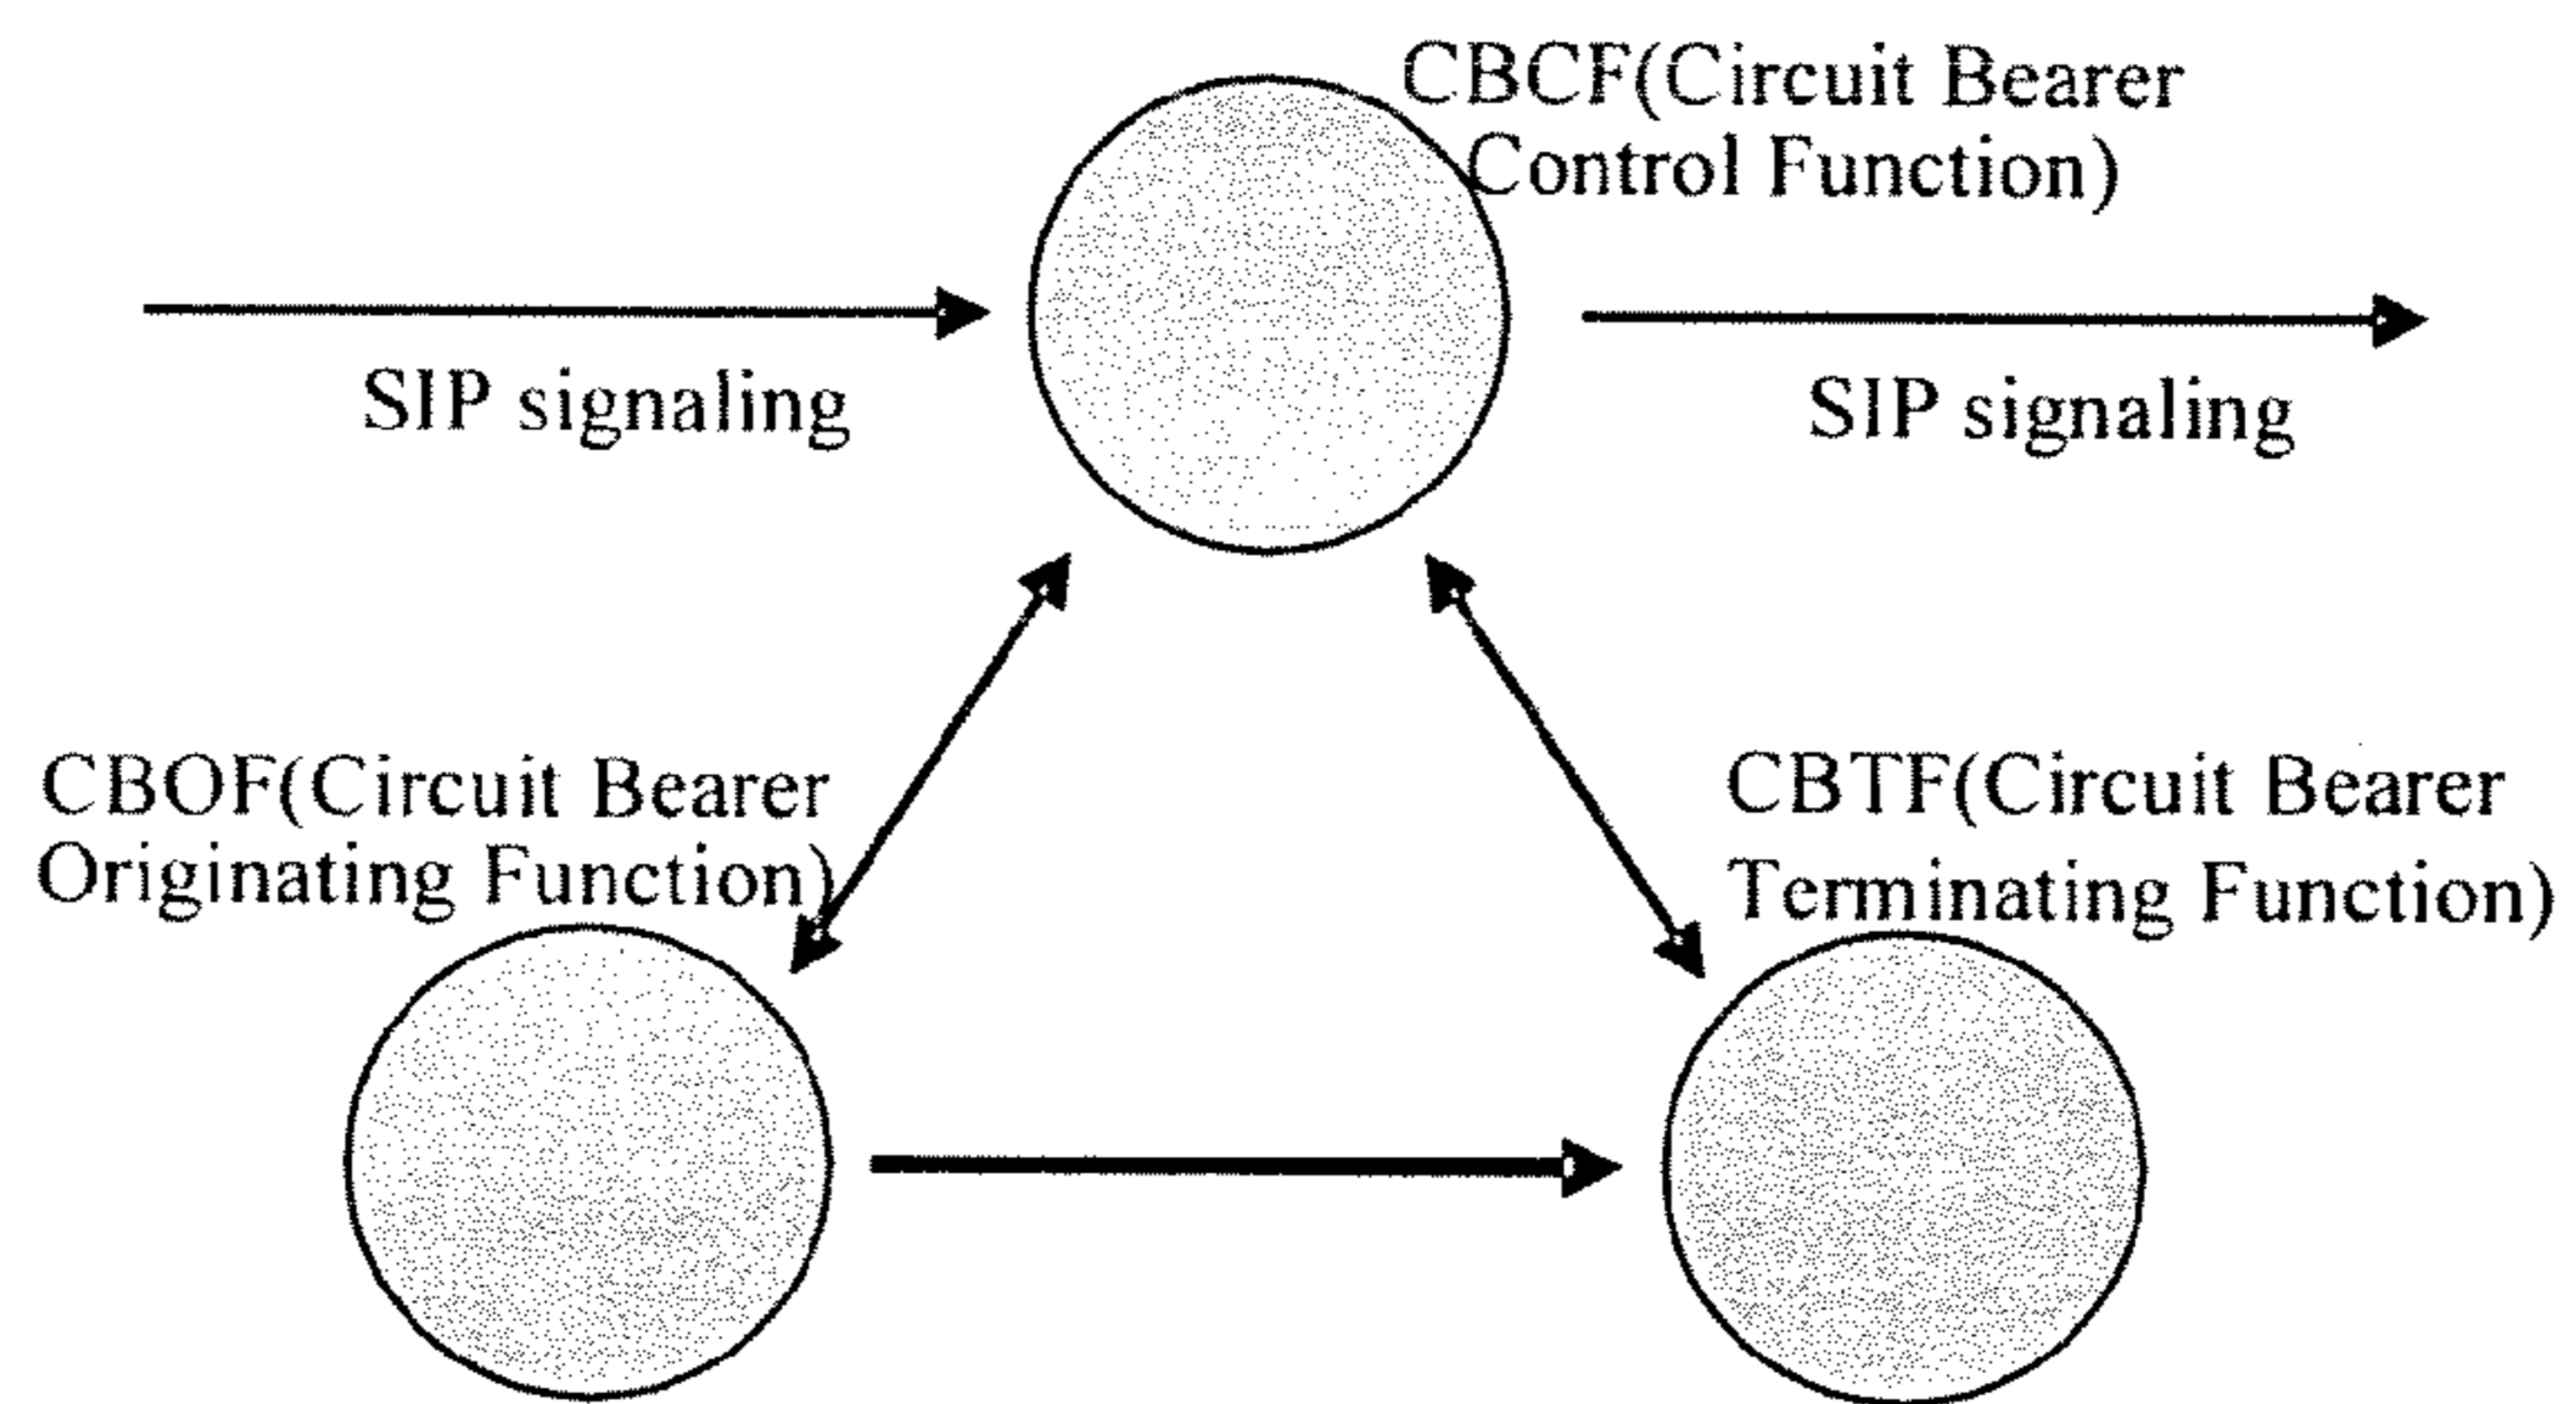 CBCF(Circuit Bearer
Control Function)
SIP signaling
SIP signaling
CBOF(Circuit Bearer
Originating Function)
CBTF(Circuit Bearer
Terminating Function)